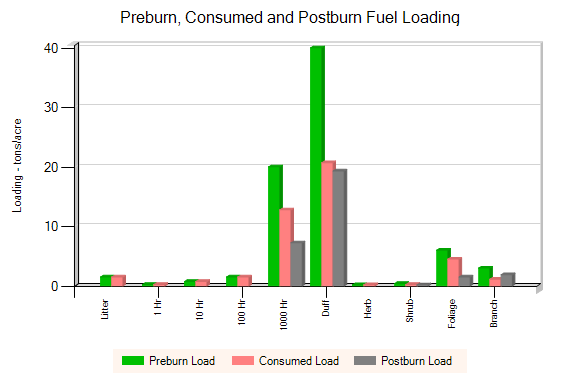 Preburn, Consumed and Postburn Fuel Loading
Loading - tons/acre
40
30
20
10
0
Litter
1 Hr
10 Hr
100 Hr
1000 Hr
Duff
Herb
Shrub
Foliage
Branch
Preburn Load
Consumed Load
Postburn Load